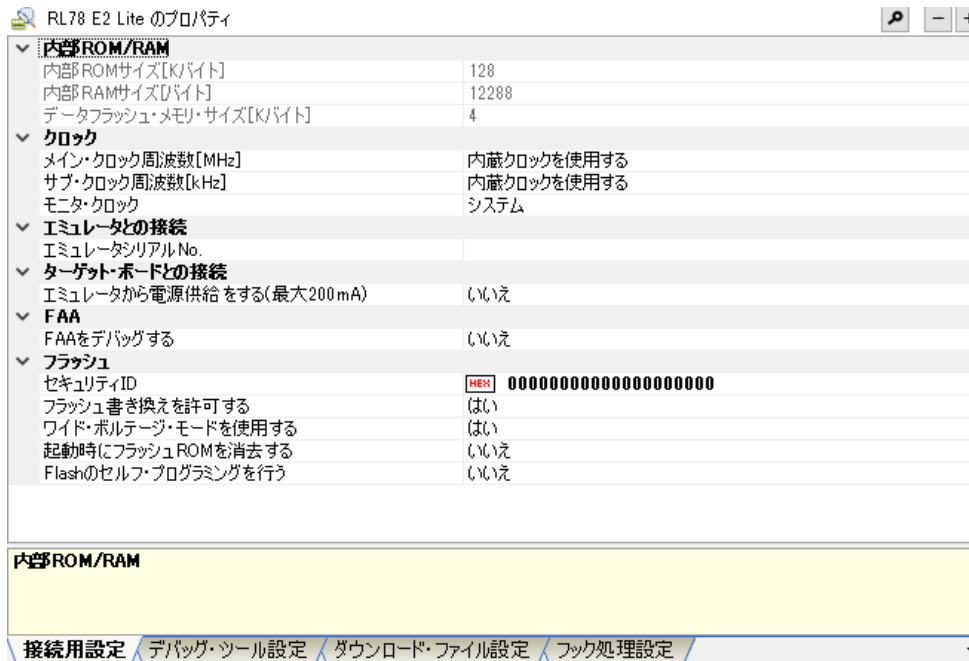 RL78 E2 Lite のプロパティ
内部ROM/RAM
内部ROMサイズ[Kバイト] 128
内部RAMサイズ[バイト] 12288
データフラッシュ・メモリ・サイズ[Kバイト] 4
クロック
メイン・クロック周波数[MHz] 内蔵クロックを使用する
サブ・クロック周波数[kHz] 内蔵クロックを使用する
モニタ・クロック システム
エミュレータとの接続
エミュレータシリアルNo.
ターゲット・ボードとの接続
エミュレータから電源供給をする(最大200mA) いいえ
FAA
FAAをデバッグする いいえ
フラッシュ
セキュリティID HEX 00000000000000000000
フラッシュ書き換えを許可する はい
ワイド・ボルテージ・モードを使用する はい
起動時にフラッシュROMを消去する いいえ
Flashのセルフ・プログラミングを行う いいえ
内部ROM/RAM
接続用設定 デバッグ・ツール設定 ダウンロード・ファイル設定 フック処理設定